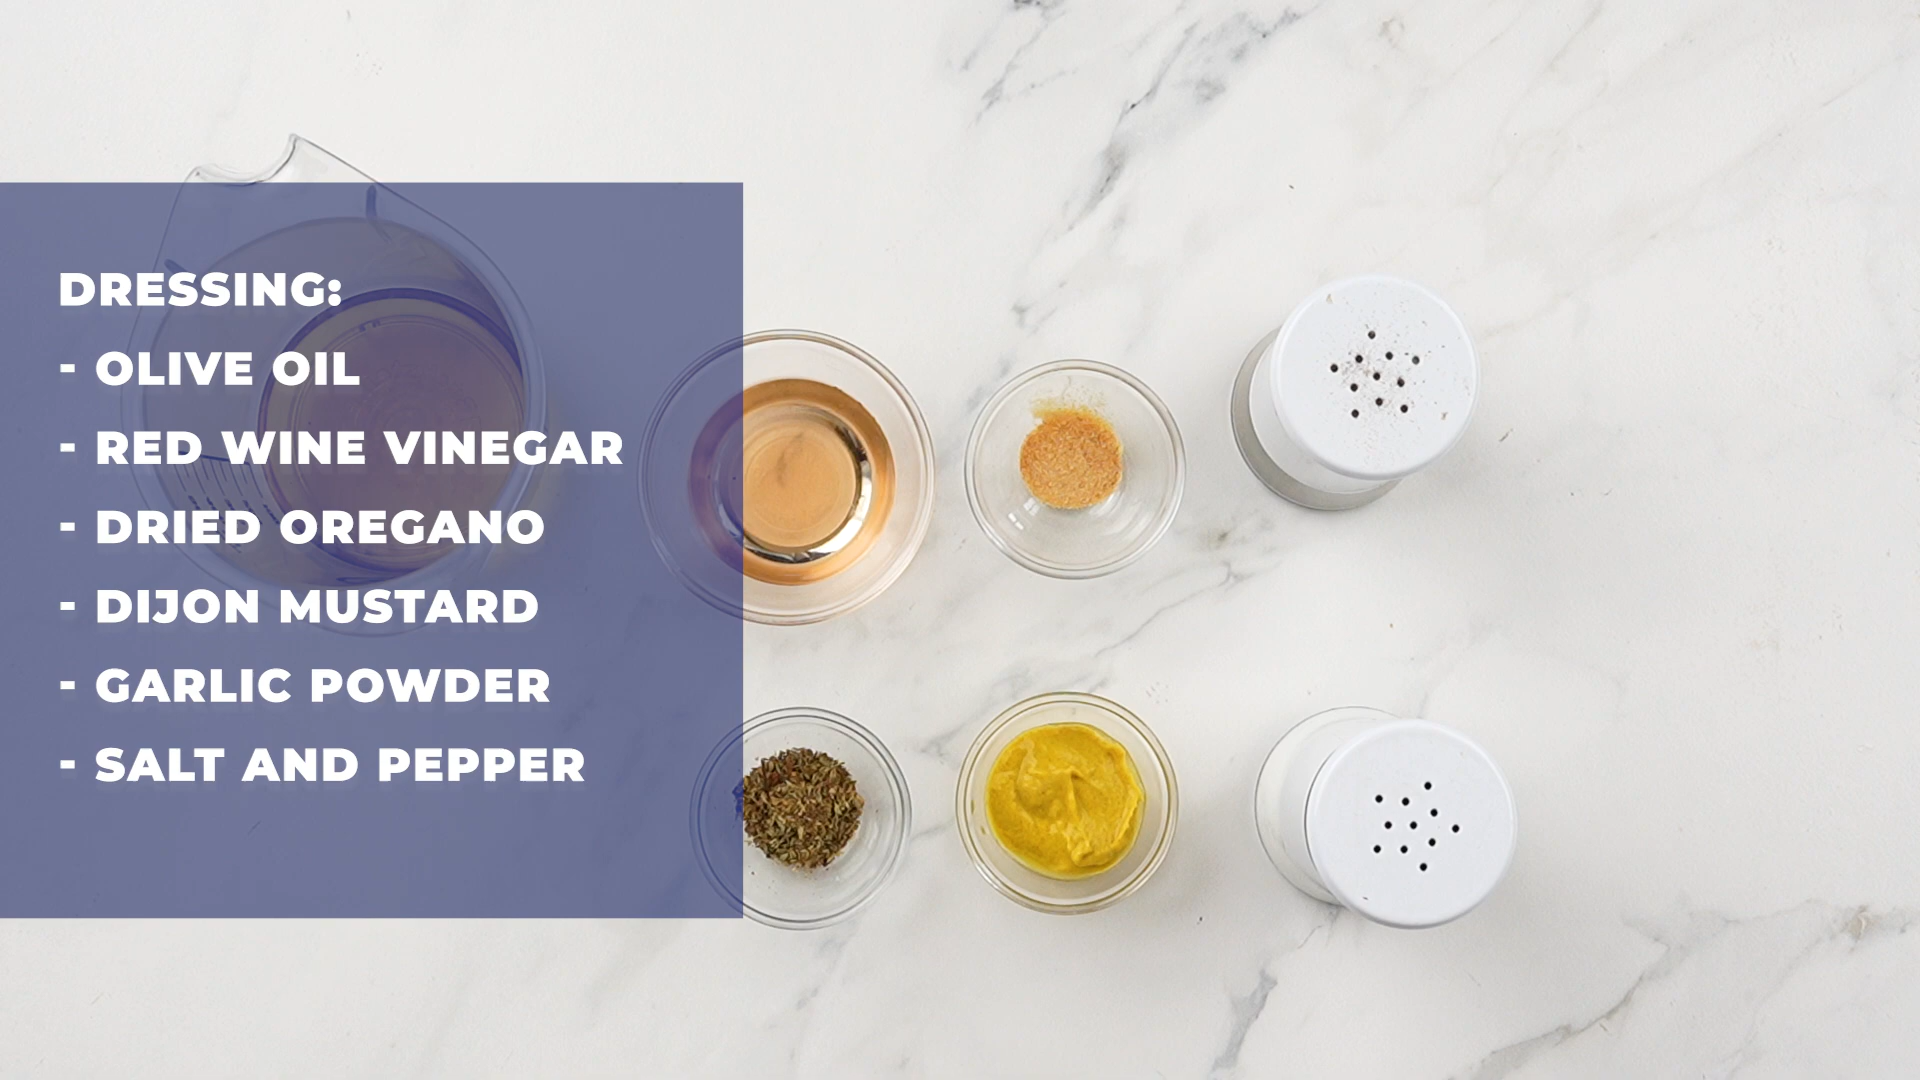 DRESSING:
- OLIVE OIL
- RED WINE VINEGAR
- DRIED OREGANO
- DIJON MUSTARD
- GARLIC POWDER
- SALT AND PEPPER